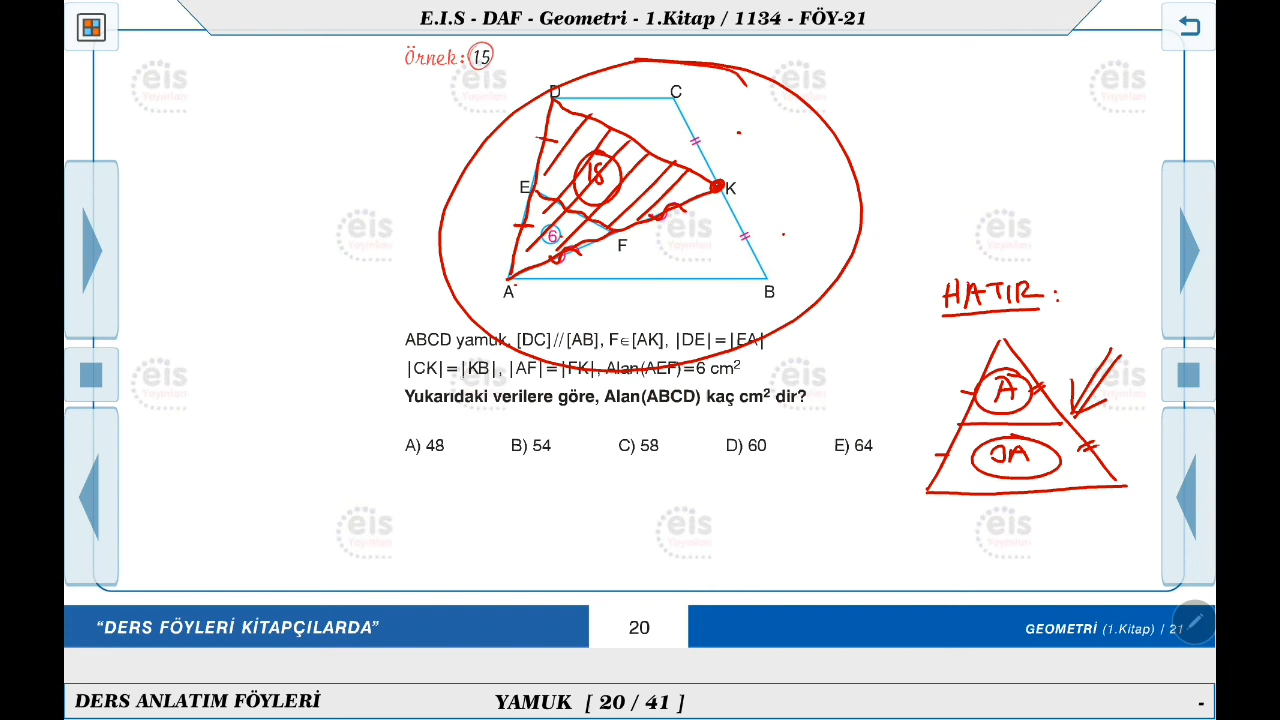 E.I.S - DAF - Geometri - 1.Kitap / 1134 - FÖY-21
Örnek: 15
D C
18
E K
6
F
A B
HATIR:
A
3A
ABCD yamuk, [DC]//[AB], F∈[AK], |DE|=|EA|
|CK|=|KB|, |AF|=|FK|, Alan(AEF)=6 cm²
Yukarıdaki verilere göre, Alan(ABCD) kaç cm² dir?
A) 48 B) 54 C) 58 D) 60 E) 64
eis Yayınları
"DERS FÖYLERİ KİTAPÇILARDA"
20
GEOMETRİ (1.Kitap) / 21
DERS ANLATIM FÖYLERİ
YAMUK [ 20 / 41 ]
-